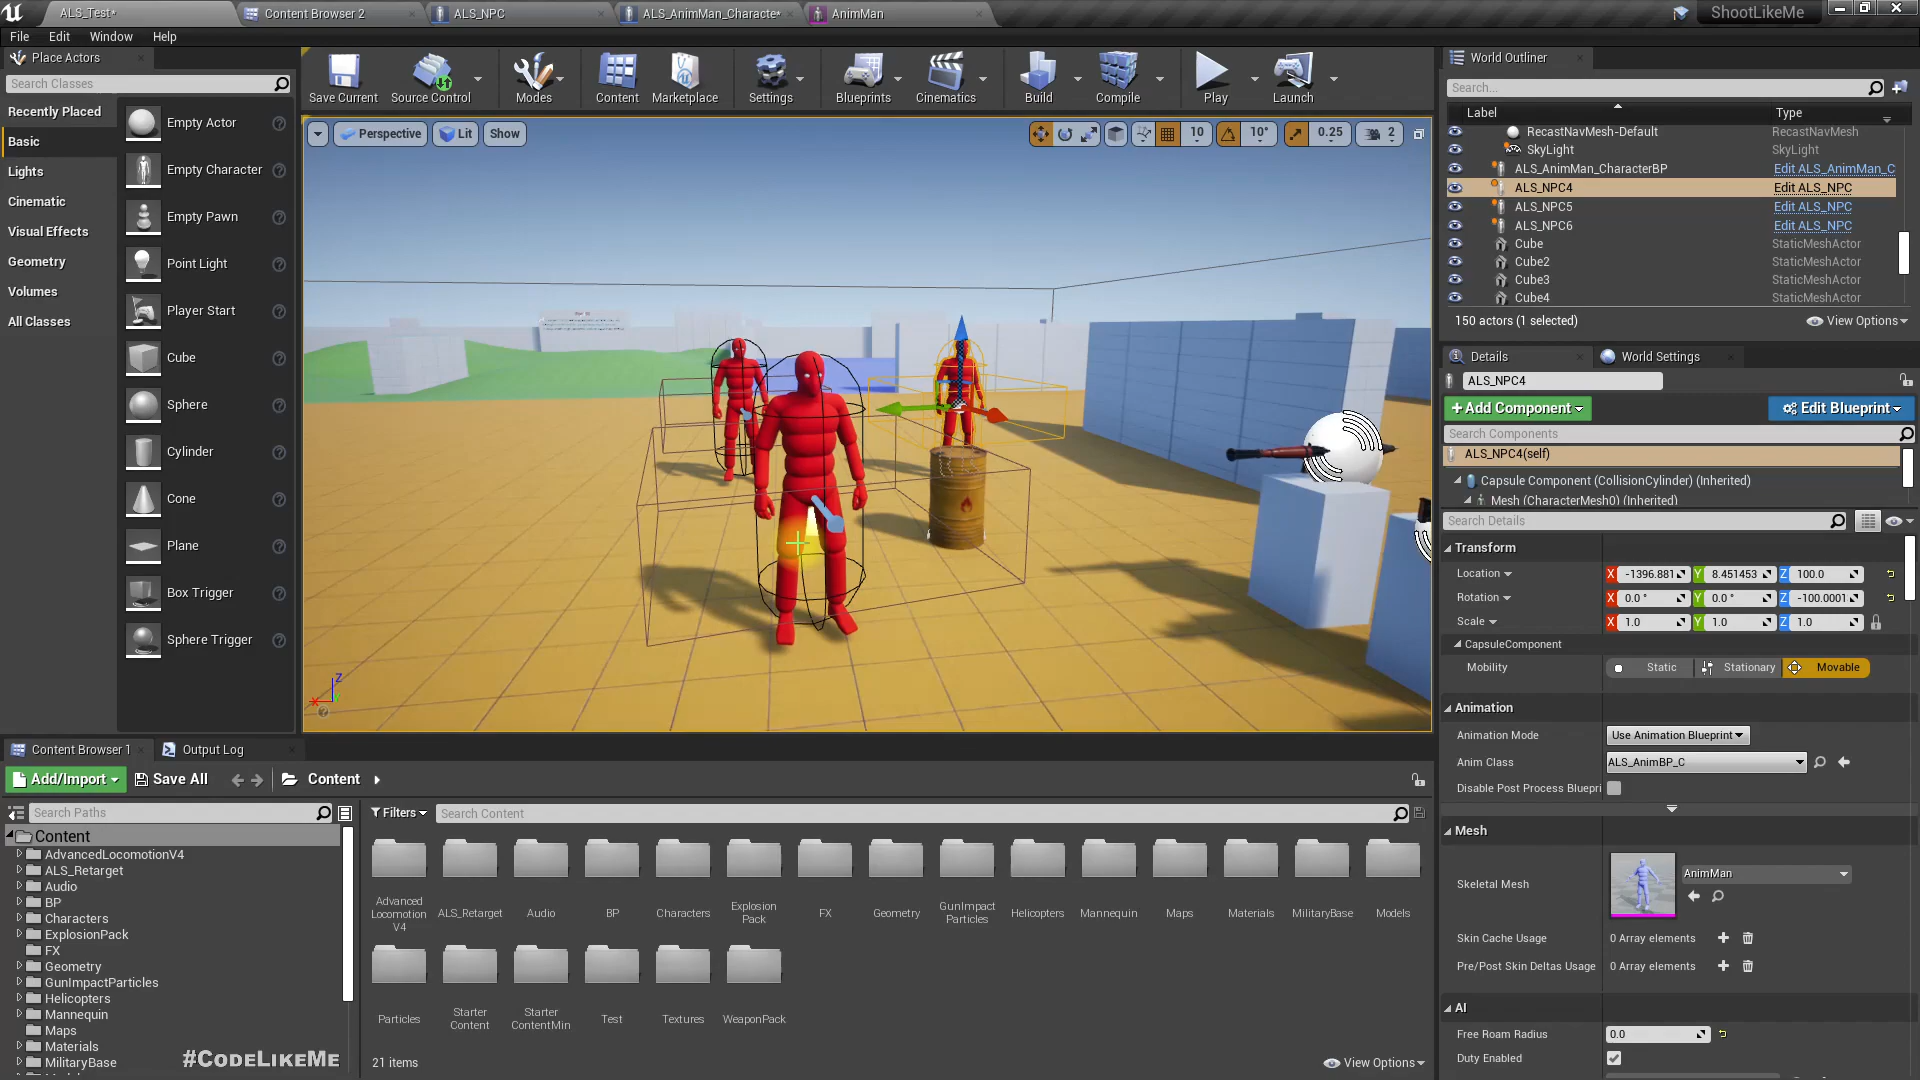 ALS_Test*
Content Browser 2
ALS_NPC
ALS_AnimMan_Characte*
AnimMan
ShootLikeMe
File Edit Window Help
Place Actors
Search Classes
Recently Placed
Basic
Lights
Cinematic
Visual Effects
Geometry
Volumes
All Classes
Empty Actor
Empty Character
Empty Pawn
Point Light
Player Start
Cube
Sphere
Cylinder
Cone
Plane
Box Trigger
Sphere Trigger
Save Current
Source Control
Modes
Content
Marketplace
Settings
Blueprints
Cinematics
Build
Compile
Play
Launch
Perspective
Lit
Show
10
10°
0.25
2
World Outliner
Search...
Label Type
RecastNavMesh-Default RecastNavMesh
SkyLight SkyLight
ALS_AnimMan_CharacterBP Edit ALS_AnimMan_C
ALS_NPC4 Edit ALS_NPC
ALS_NPC5 Edit ALS_NPC
ALS_NPC6 Edit ALS_NPC
Cube StaticMeshActor
Cube2 StaticMeshActor
Cube3 StaticMeshActor
Cube4 StaticMeshActor
150 actors (1 selected)
View Options
Details
World Settings
ALS_NPC4
+Add Component
Edit Blueprint
Search Components
ALS_NPC4(self)
Capsule Component (CollisionCylinder) (Inherited)
Mesh (CharacterMesh0) (Inherited)
Search Details
Transform
Location X -1396.881 Y 8.451453 Z 100.0
Rotation X 0.0 ° Y 0.0 ° Z -100.0001
Scale X 1.0 Y 1.0 Z 1.0
CapsuleComponent
Mobility Static Stationary Movable
Animation
Animation Mode Use Animation Blueprint
Anim Class ALS_AnimBP_C
Disable Post Process Bluepri
Mesh
Skeletal Mesh AnimMan
Skin Cache Usage 0 Array elements
Pre/Post Skin Deltas Usage 0 Array elements
AI
Free Roam Radius 0.0
Duty Enabled
X Z
Content Browser 1
Output Log
Add/Import
Save All
Content
Search Paths
Filters
Search Content
Content
AdvancedLocomotionV4
ALS_Retarget
Audio
BP
Characters
ExplosionPack
FX
Geometry
GunImpactParticles
Helicopters
Mannequin
Maps
Materials
MilitaryBase
Advanced Locomotion V4
ALS_Retarget
Audio
BP
Characters
Explosion Pack
FX
Geometry
GunImpact Particles
Helicopters
Mannequin
Maps
Materials
MilitaryBase
Models
Particles
Starter Content
Starter ContentMin
Test
Textures
WeaponPack
21 items
View Options
#CodeLikeMe